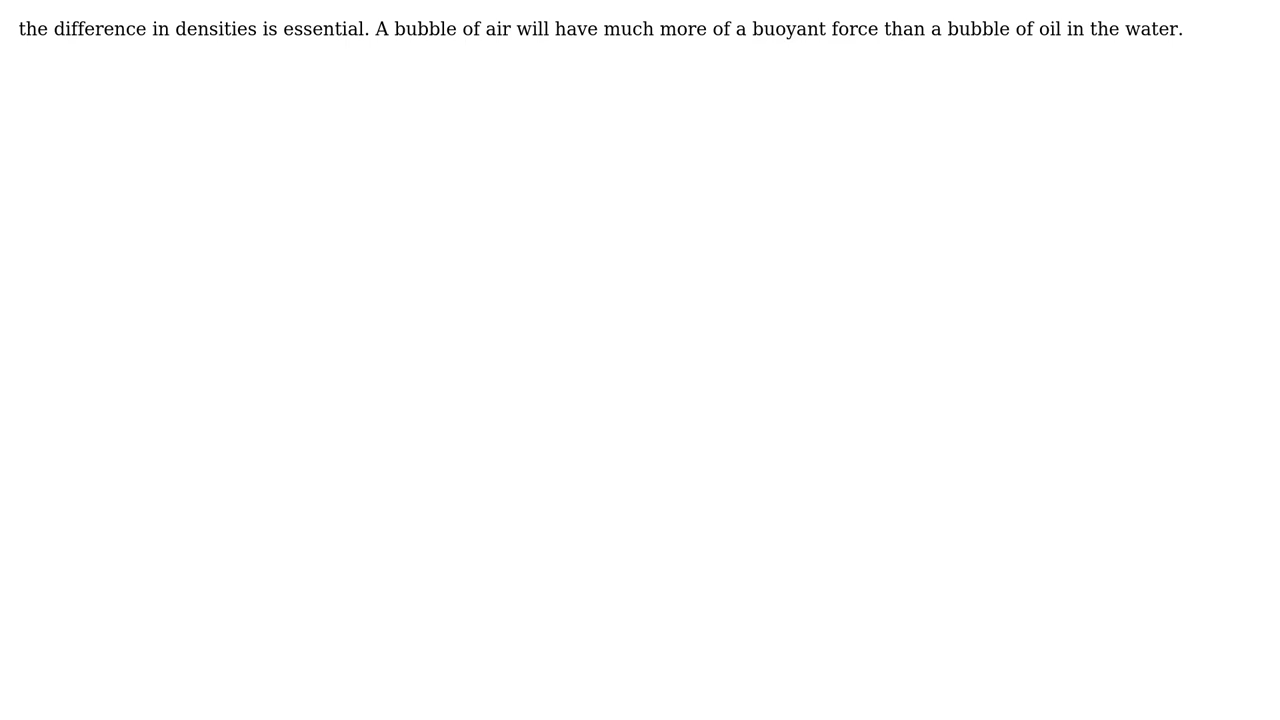 the difference in densities is essential. A bubble of air will have much more of a buoyant force than a bubble of oil in the water.